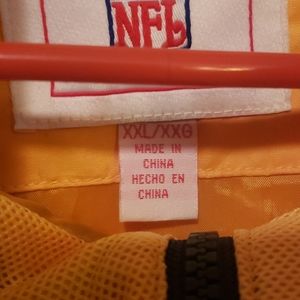 NFL
XXL/XXG
MADE IN
CHINA
HECHO EN
CHINA